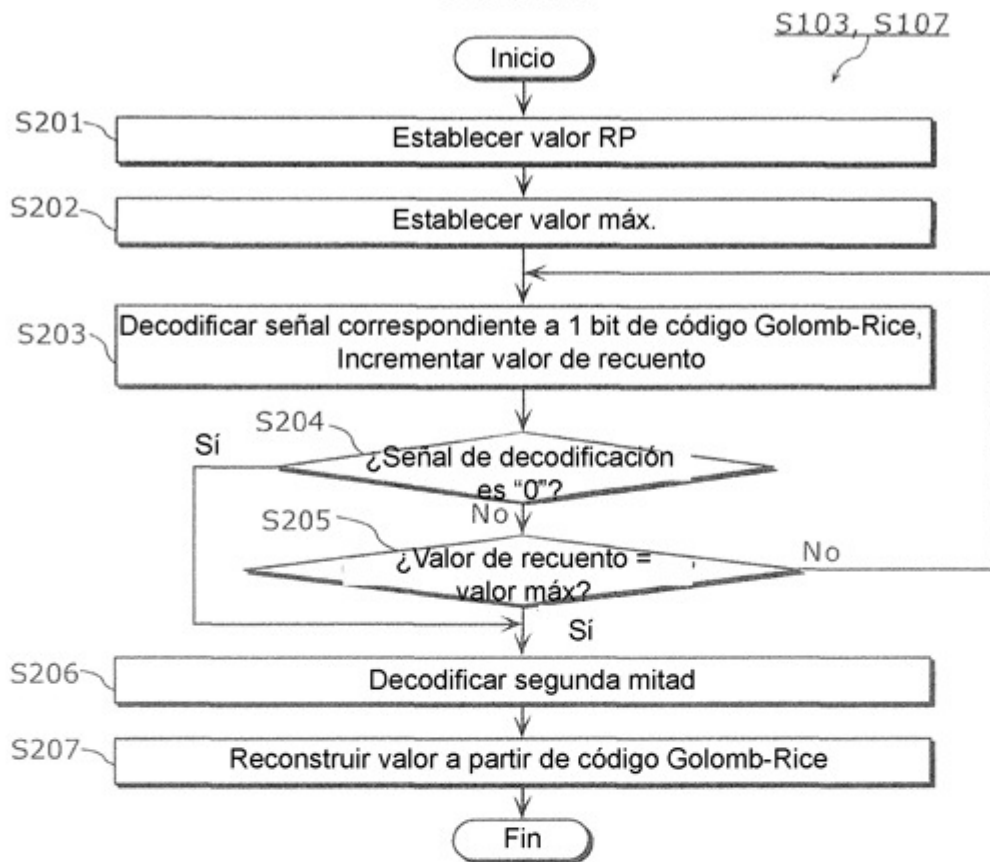 S103, S107
Inicio
S201
Establecer valor RP
S202
Establecer valor máx.
S203
Decodificar señal correspondiente a 1 bit de código Golomb-Rice,
Incrementar valor de recuento
S204
Sí
¿Señal de decodificación
es “0”?
No
S205
¿Valor de recuento =
valor máx?
No
Sí
S206
Decodificar segunda mitad
S207
Reconstruir valor a partir de código Golomb-Rice
Fin